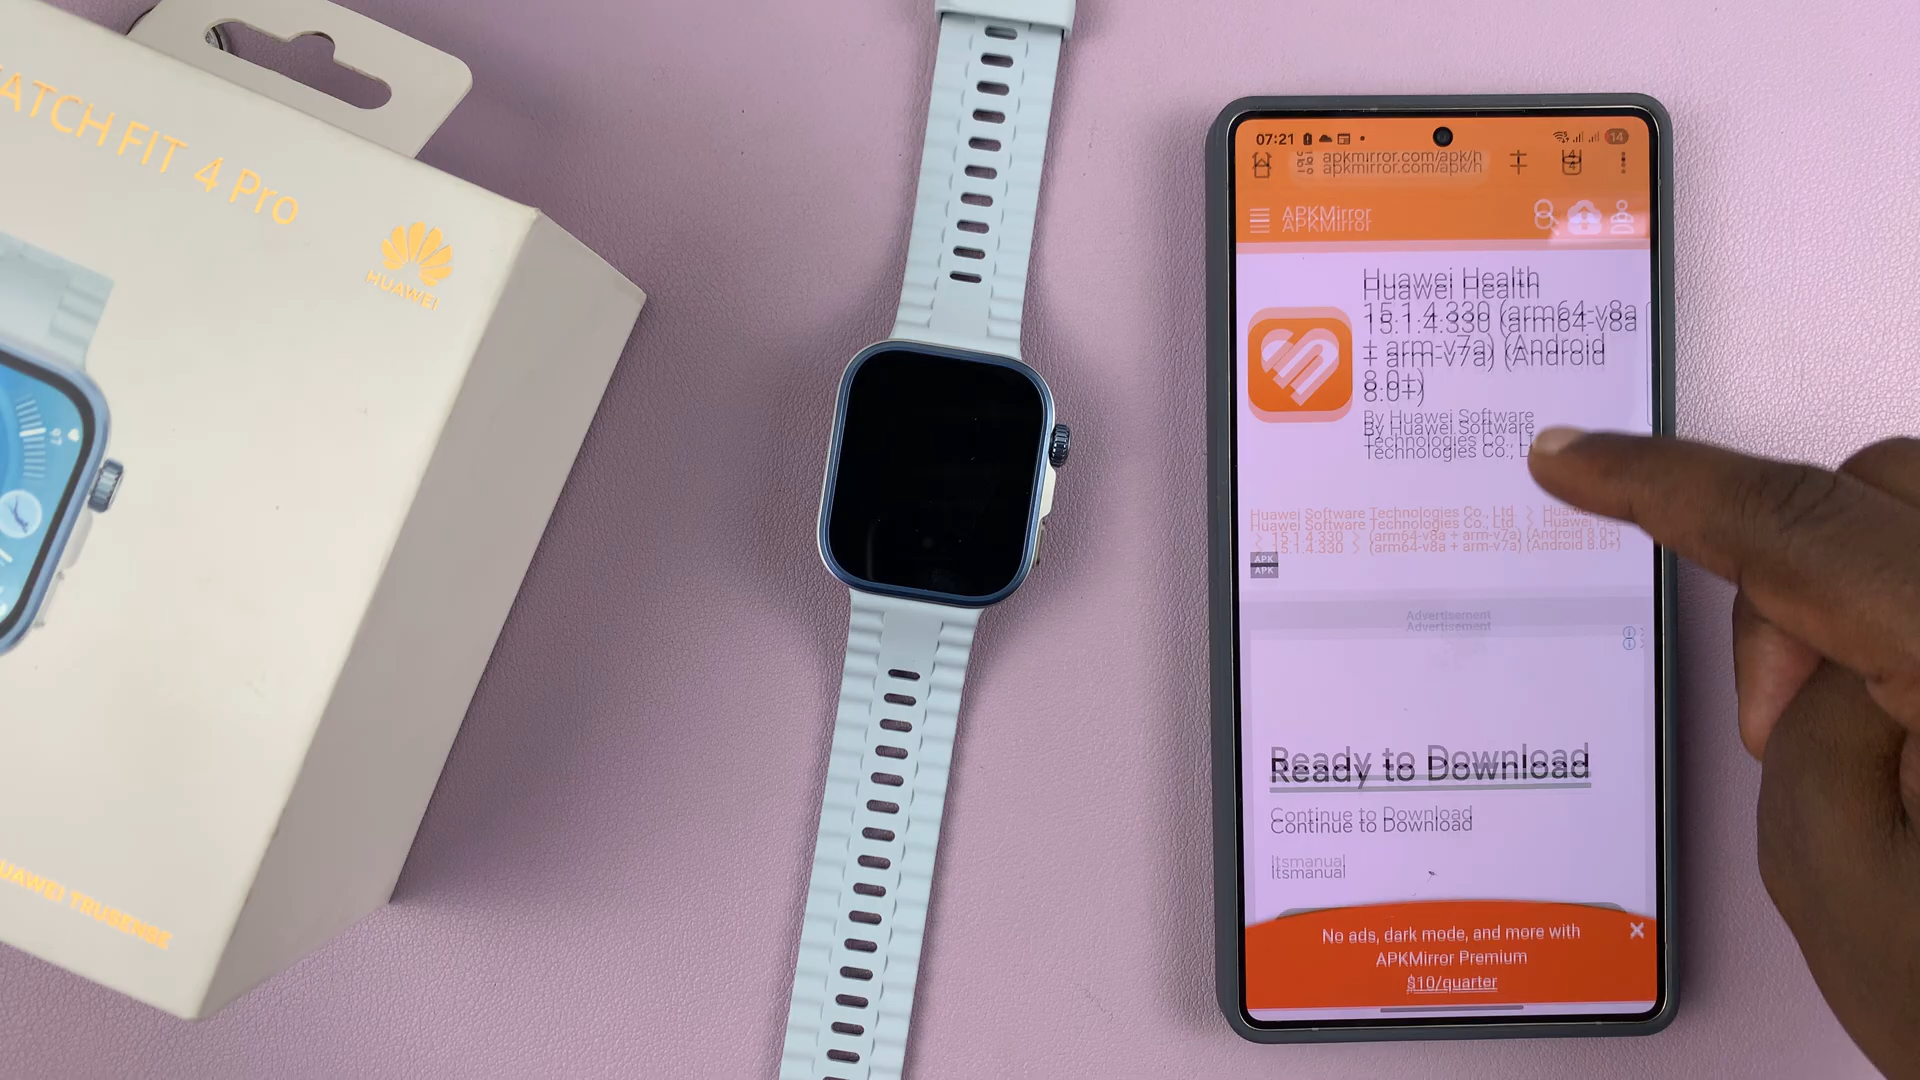 ATCH FIT 4 Pro
HUAWEI
UAWEI TRUSENSE
07:21
14
apkmirror.com/apk/h
APKMirror
Huawei Health
15.1.4.330 (arm64-v8a
+ arm-v7a) (Android
8.0+)
By Huawei Software
Technologies Co., L
Huawei Software Technologies Co., Ltd. > Huawei
> 15.1.4.330 > (arm64-v8a + arm-v7a) (Android 8.0+)
APK
Advertisement
Ready to Download
Continue to Download
Itsmanual
No ads, dark mode, and more with
APKMirror Premium
$10/quarter